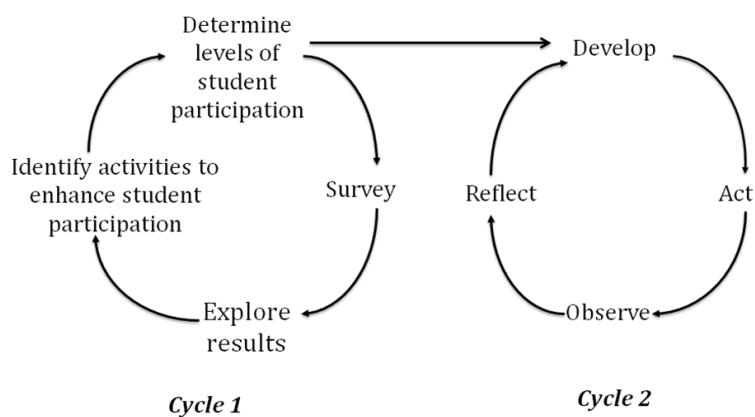 Determine
levels of
student
participation
Survey
Explore
results
Identify activities to
enhance student
participation
Cycle 1
Develop
Act
Observe
Reflect
Cycle 2